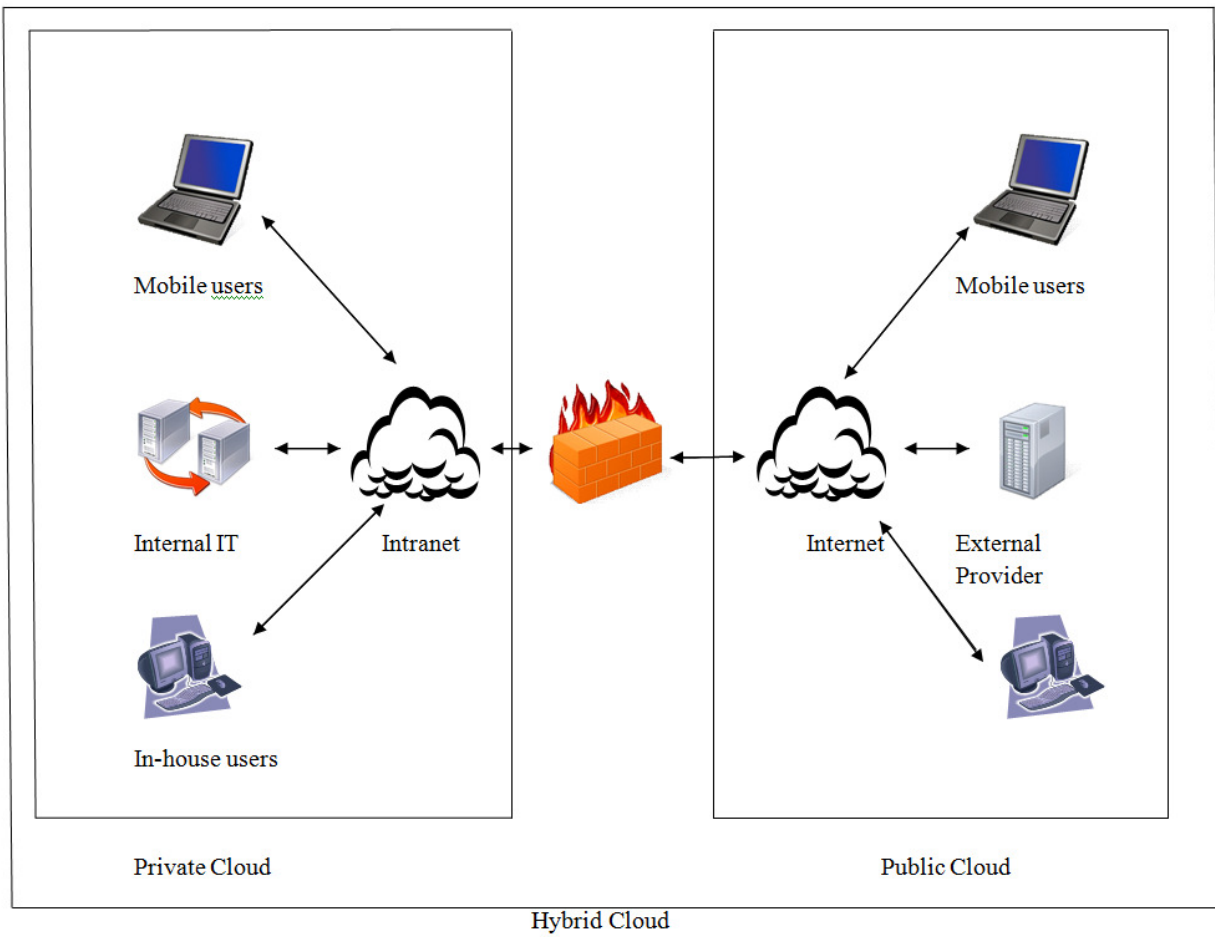 Mobile users
Mobile users
Internal IT
Intranet
Internet
External
Provider
In-house users
Private Cloud
Public Cloud
Hybrid Cloud